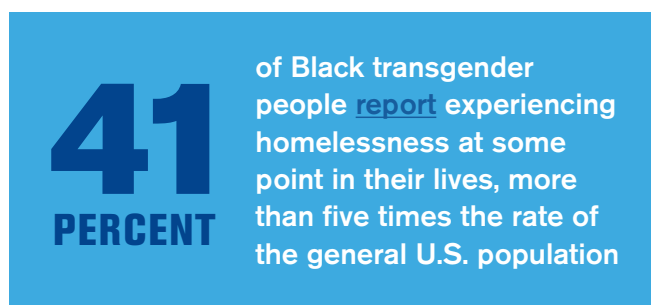 41
PERCENT
of Black transgender
people report experiencing
homelessness at some
point in their lives, more
than five times the rate of
the general U.S. population